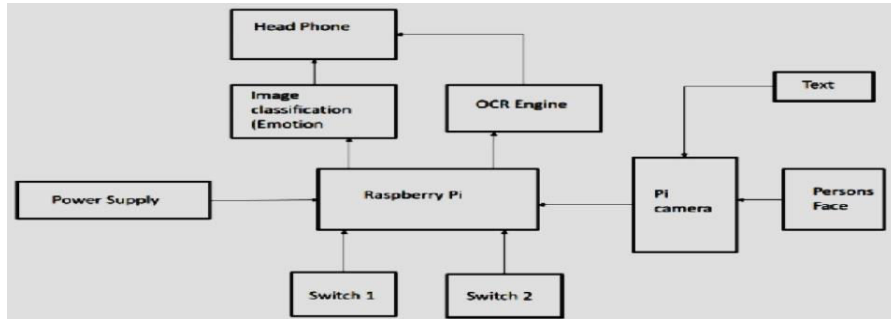 Head Phone
Image
classification
(Emotion
OCR Engine
Text
Power Supply
Raspberry Pi
Pi
camera
Persons
Face
Switch 1
Switch 2